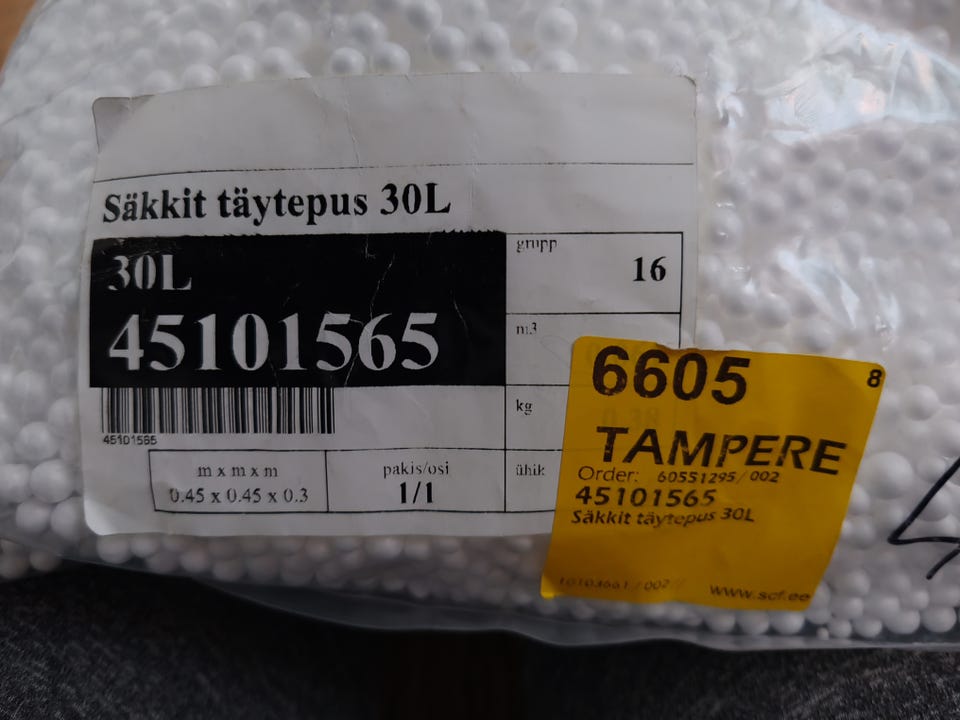 Säkkit täytepus 30L
30L
45101565
grupp
16
m3
kg
45101565
m x m x m
0.45 x 0.45 x 0.3
pakis/osi
1/1
ühik
8
6605
TAMPERE
Order: 60551295/002
45101565
Säkkit täytepus 30L
www.scf.ee